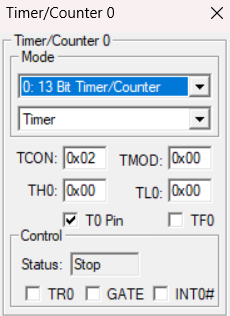 Timer/Counter 0
Timer/Counter 0
Mode
0: 13 Bit Timer/Counter
Timer
TCON: 0x02 TMOD: 0x00
TH0: 0x00 TL0: 0x00
T0 Pin TF0
Control
Status: Stop
TR0 GATE INT0#